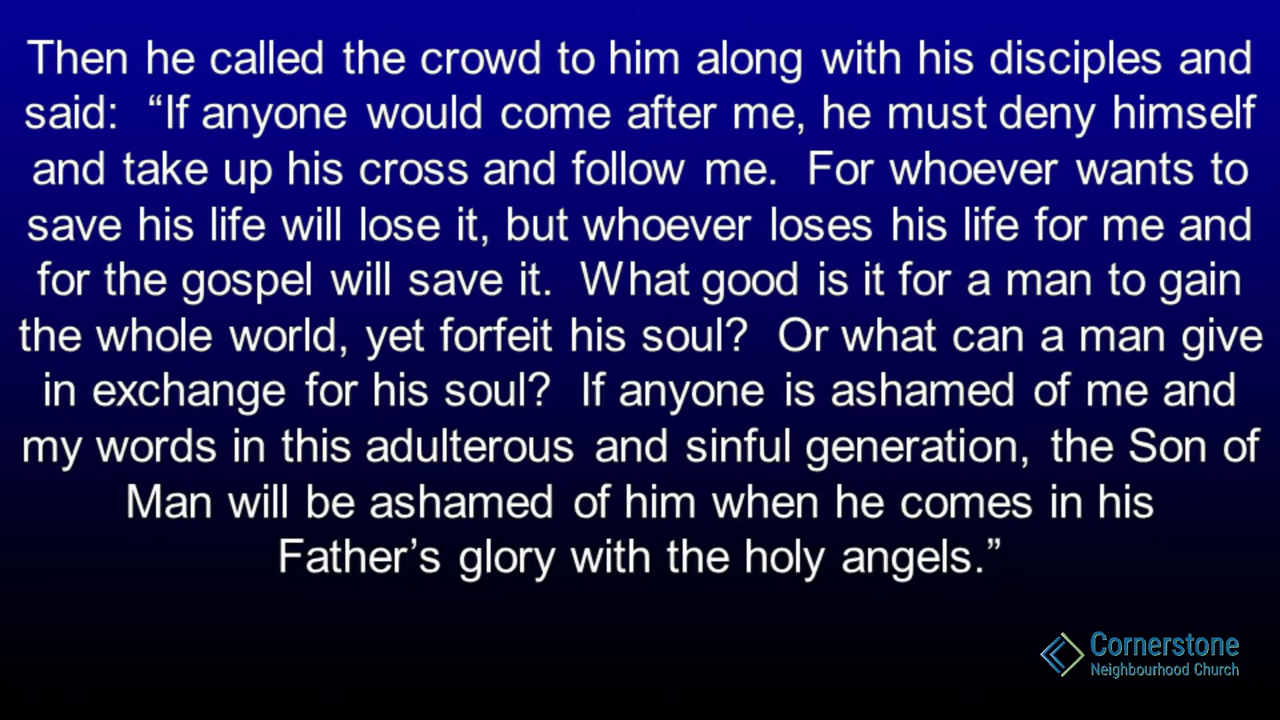 Then he called the crowd to him along with his disciples and
said:  “If anyone would come after me, he must deny himself
and take up his cross and follow me.  For whoever wants to
save his life will lose it, but whoever loses his life for me and
for the gospel will save it.  What good is it for a man to gain
the whole world, yet forfeit his soul?  Or what can a man give
in exchange for his soul?  If anyone is ashamed of me and
my words in this adulterous and sinful generation, the Son of
Man will be ashamed of him when he comes in his
Father’s glory with the holy angels.”
Cornerstone
Neighbourhood Church